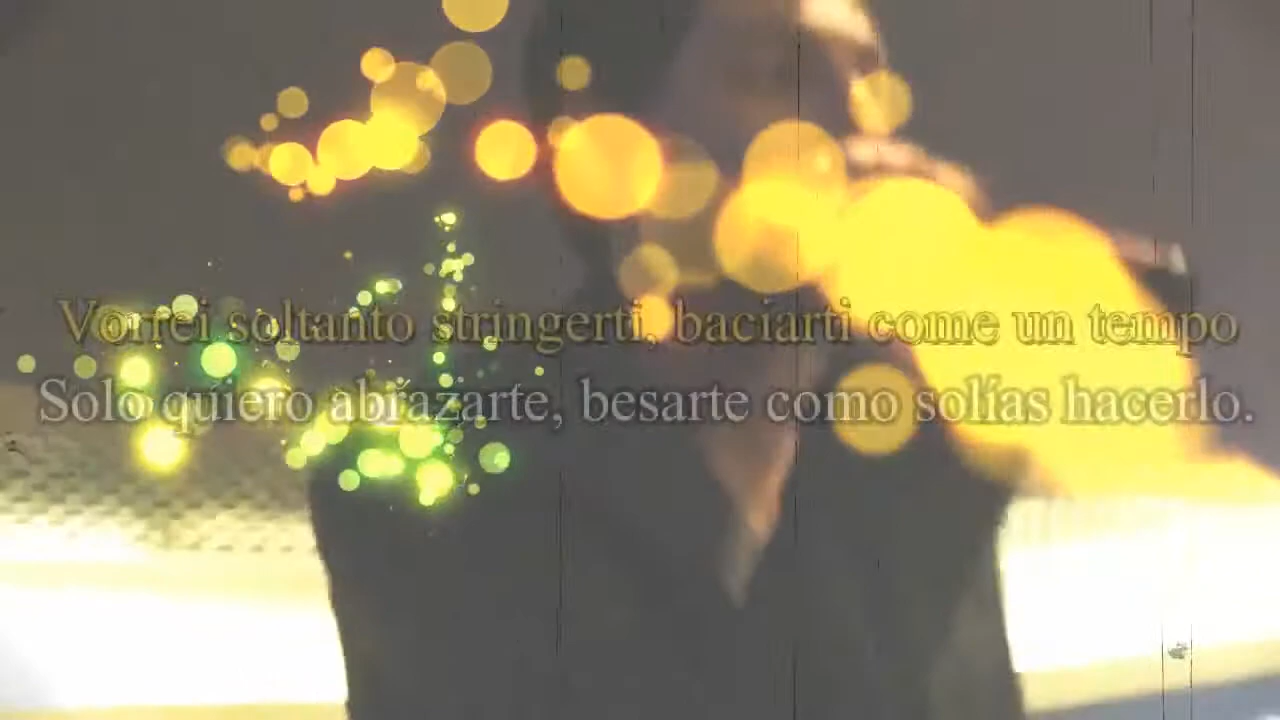 Vorrei soltanto stringerti, baciarti come un tempo
Solo quiero abrazarte, besarte como solías hacerlo.